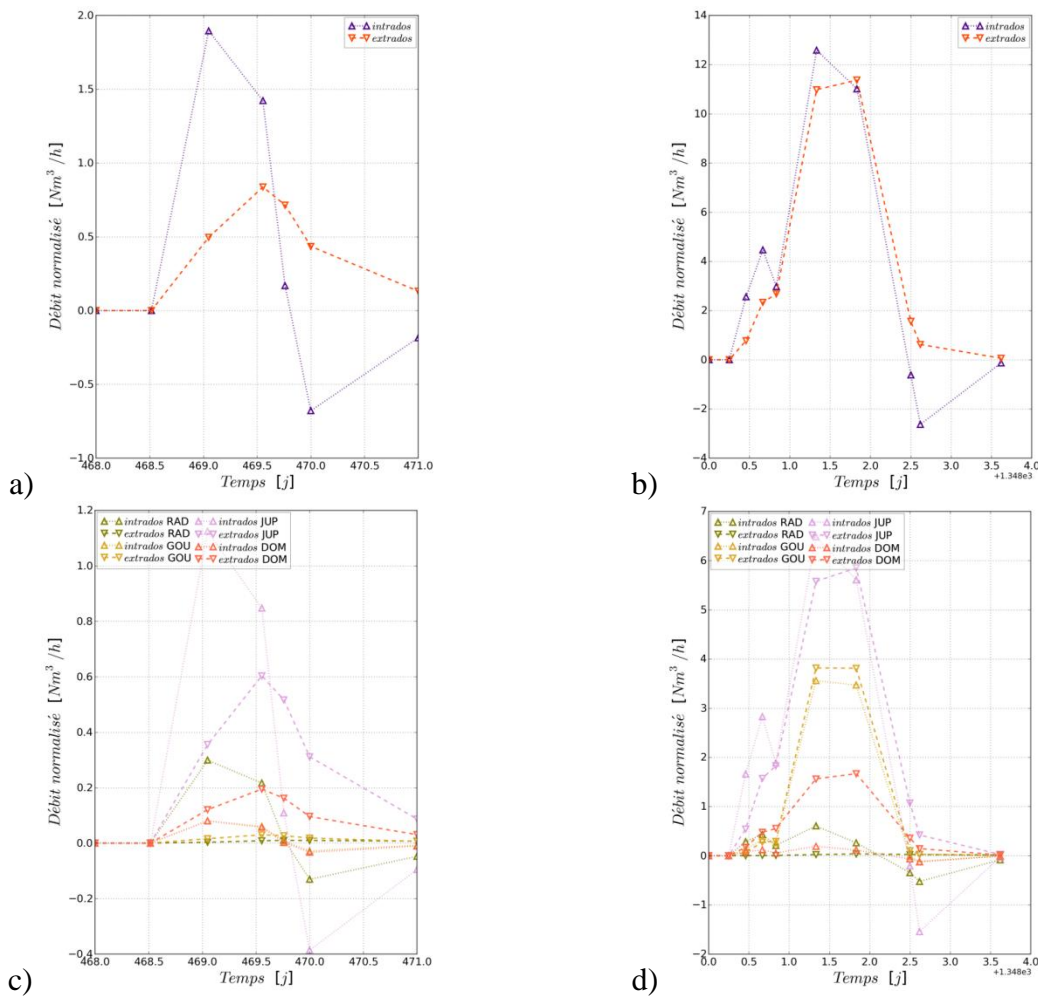 2.0
1.5
1.0
0.5
0.0
−0.5
−1.0
Débit normalisé [Nm³/h]
intrados
extrados
468.0 468.5 469.0 469.5 470.0 470.5 471.0
Temps [j]
a)
14
12
10
8
6
4
2
0
−2
−4
Débit normalisé [Nm³/h]
intrados
extrados
0.0 0.5 1.0 1.5 2.0 2.5 3.0 3.5 4.0
+1.348e3
Temps [j]
b)
1.2
1.0
0.8
0.6
0.4
0.2
0.0
−0.2
−0.4
Débit normalisé [Nm³/h]
intrados RAD intrados JUP
extrados RAD extrados JUP
intrados GOU intrados DOM
extrados GOU extrados DOM
468.0 468.5 469.0 469.5 470.0 470.5 471.0
Temps [j]
c)
7
6
5
4
3
2
1
0
−1
−2
Débit normalisé [Nm³/h]
intrados RAD intrados JUP
extrados RAD extrados JUP
intrados GOU intrados DOM
extrados GOU extrados DOM
0.0 0.5 1.0 1.5 2.0 2.5 3.0 3.5 4.0
+1.348e3
Temps [j]
d)